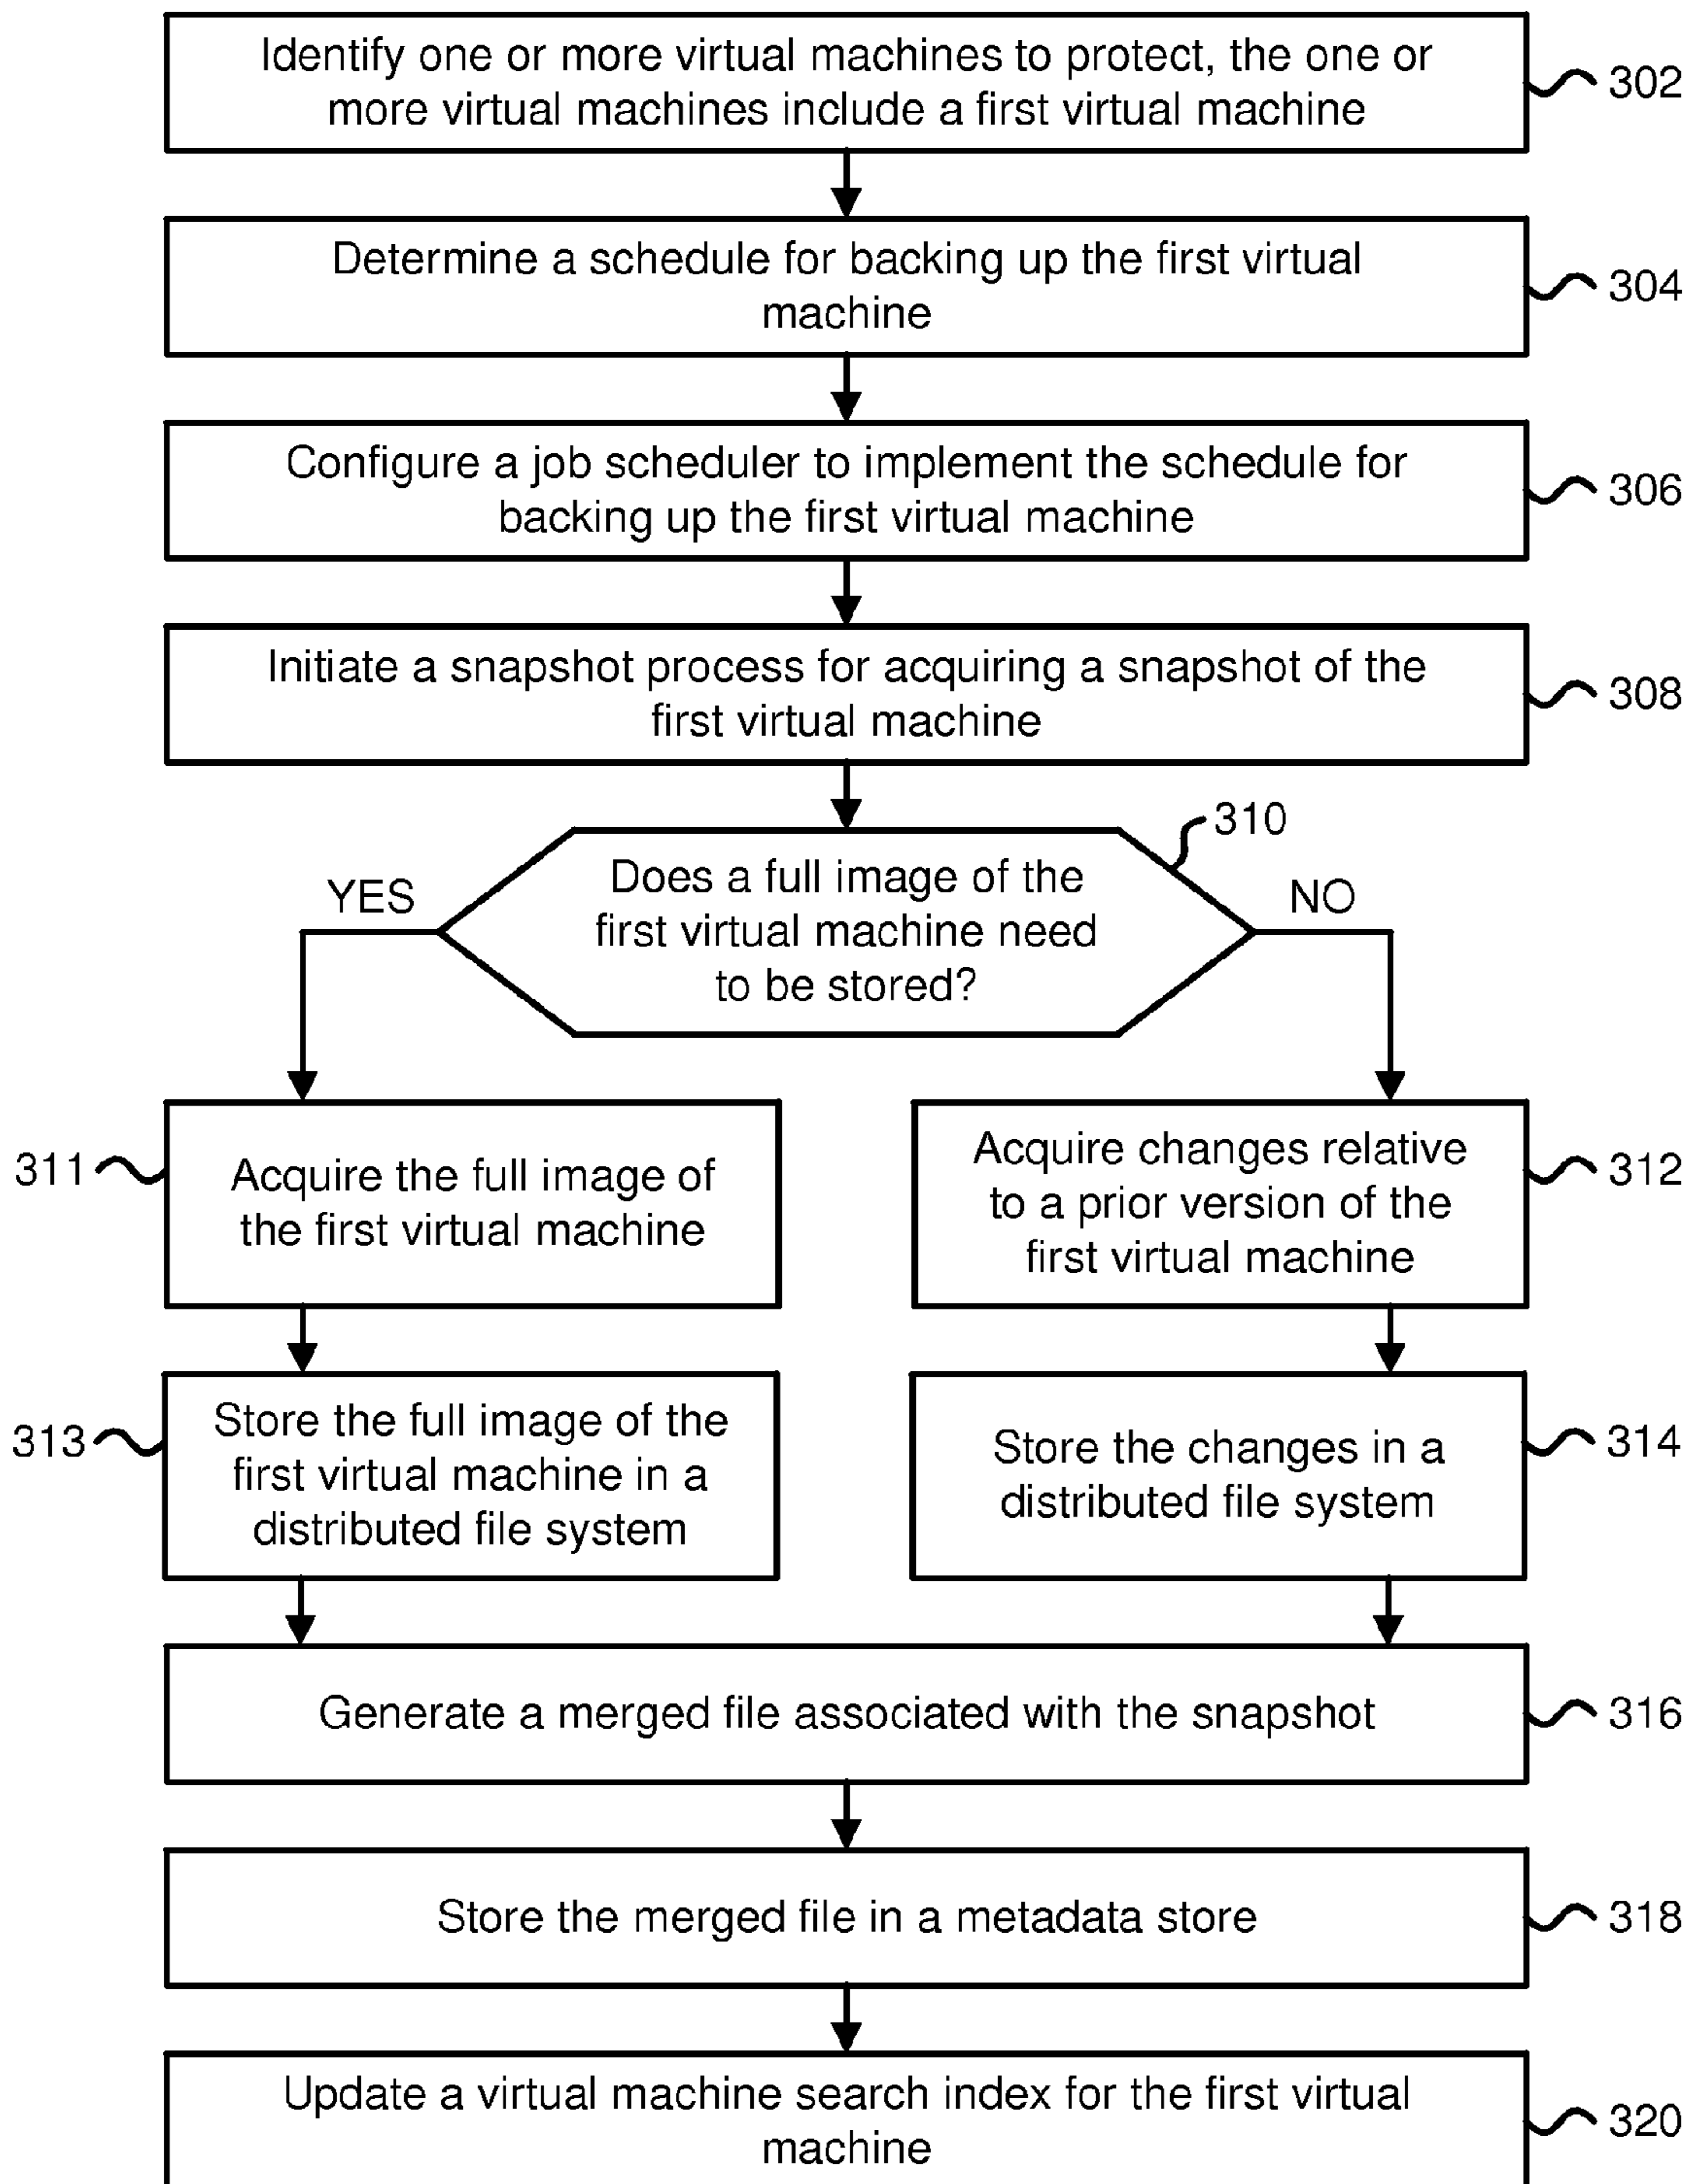 Identify one or more virtual machines to protect, the one or
more virtual machines include a first virtual machine
302
Determine a schedule for backing up the first virtual
machine
304
Configure a job scheduler to implement the schedule for
backing up the first virtual machine
306
Initiate a snapshot process for acquiring a snapshot of the
first virtual machine
308
310
Does a full image of the
first virtual machine need
to be stored?
YES
NO
311
Acquire the full image of
the first virtual machine
Acquire changes relative
to a prior version of the
first virtual machine
312
313
Store the full image of the
first virtual machine in a
distributed file system
Store the changes in a
distributed file system
314
Generate a merged file associated with the snapshot
316
Store the merged file in a metadata store
318
Update a virtual machine search index for the first virtual
machine
320